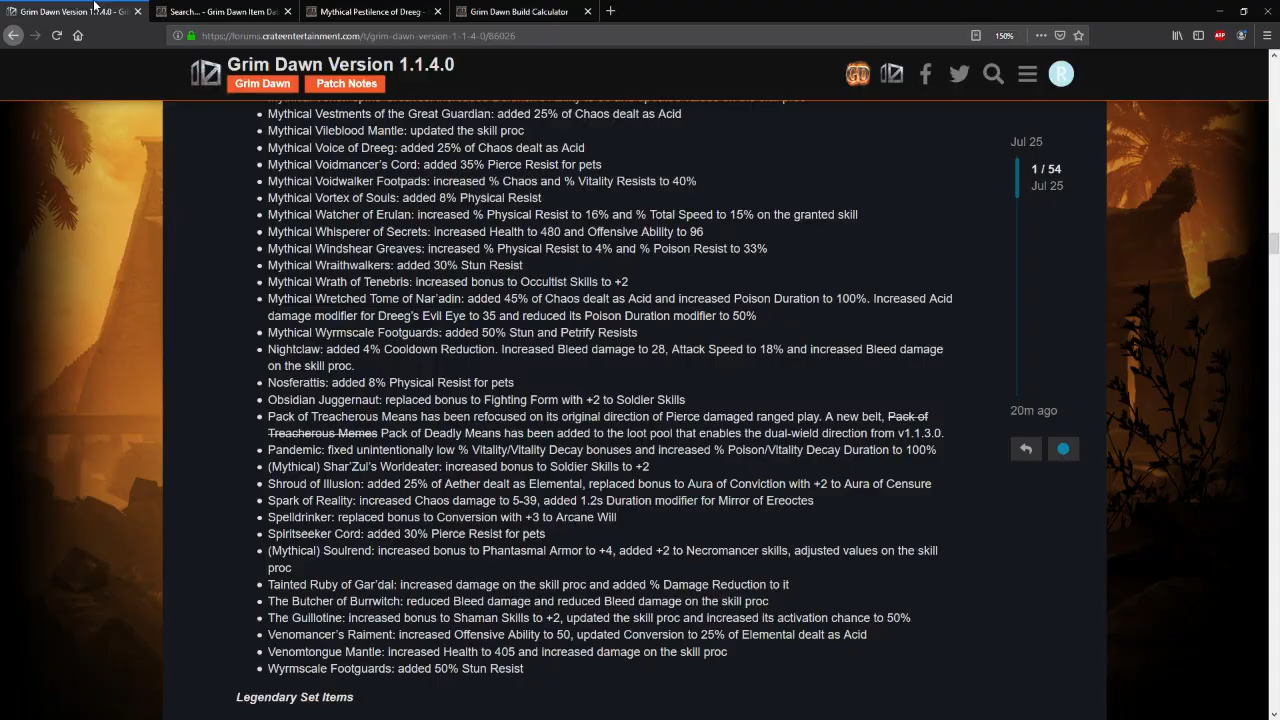 Grim Dawn Version 1.1.4.0 - Gri
Search... - Grim Dawn Item Dat
Mythical Pestilence of Dreeg -
Grim Dawn Build Calculator
https://forums.crateentertainment.com/t/grim-dawn-version-1-1-4-0/86026
150%
ABP
Grim Dawn Version 1.1.4.0
Grim Dawn
Patch Notes
R
Mythical Vestments of the Great Guardian: added 25% of Chaos dealt as Acid
Mythical Vileblood Mantle: updated the skill proc
Mythical Voice of Dreeg: added 25% of Chaos dealt as Acid
Mythical Voidmancer's Cord: added 35% Pierce Resist for pets
Mythical Voidwalker Footpads: increased % Chaos and % Vitality Resists to 40%
Mythical Vortex of Souls: added 8% Physical Resist
Mythical Watcher of Erulan: increased % Physical Resist to 16% and % Total Speed to 15% on the granted skill
Mythical Whisper of Secrets: increased Health to 480 and Offensive Ability to 96
Mythical Windshear Greaves: increased % Physical Resist to 4% and % Poison Resist to 33%
Mythical Wraithwalkers: added 30% Stun Resist
Mythical Wrath of Tenebris: increased bonus to Occultist Skills to +2
Mythical Wretched Tome of Nar'adin: added 45% of Chaos dealt as Acid and increased Poison Duration to 100%. Increased Acid
damage modifier for Dreeg's Evil Eye to 35 and reduced its Poison Duration modifier to 50%
Mythical Wyrmscale Footguards: added 50% Stun and Petrify Resists
Nightclaw: added 4% Cooldown Reduction. Increased Bleed damage to 28, Attack Speed to 18% and increased Bleed damage
on the skill proc.
Nosferattis: added 8% Physical Resist for pets
Obsidian Juggernaut: replaced bonus to Fighting Form with +2 to Soldier Skills
Pack of Treacherous Means has been refocused on its original direction of Pierce damaged ranged play. A new belt, Pack of
Treacherous Memes Pack of Deadly Means has been added to the loot pool that enables the dual-wield direction from v1.1.3.0.
Pandemic: fixed unintentionally low % Vitality/Vitality Decay bonuses and increased % Poison/Vitality Decay Duration to 100%
(Mythical) Shar'Zul's Worldeater: increased bonus to Soldier Skills to +2
Shroud of Illusion: added 25% of Aether dealt as Elemental, replaced bonus to Aura of Conviction with +2 to Aura of Censure
Spark of Reality: increased Chaos damage to 5-39, added 1.2s Duration modifier for Mirror of Ereoctes
Spelldrinker: replaced bonus to Conversion with +3 to Arcane Will
Spiritseeker Cord: added 30% Pierce Resist for pets
(Mythical) Soulrend: increased bonus to Phantasmal Armor to +4, added +2 to Necromancer skills, adjusted values on the skill
proc
Tainted Ruby of Gar'dal: increased damage on the skill proc and added % Damage Reduction to it
The Butcher of Burrwitch: reduced Bleed damage and reduced Bleed damage on the skill proc
The Guillotine: increased bonus to Shaman Skills to +2, updated the skill proc and increased its activation chance to 50%
Venomancer's Raiment: increased Offensive Ability to 50, updated Conversion to 25% of Elemental dealt as Acid
Venomtongue Mantle: increased Health to 405 and increased damage on the skill proc
Wyrmscale Footguards: added 50% Stun Resist
Legendary Set Items
Jul 25
1 / 54
Jul 25
20m ago